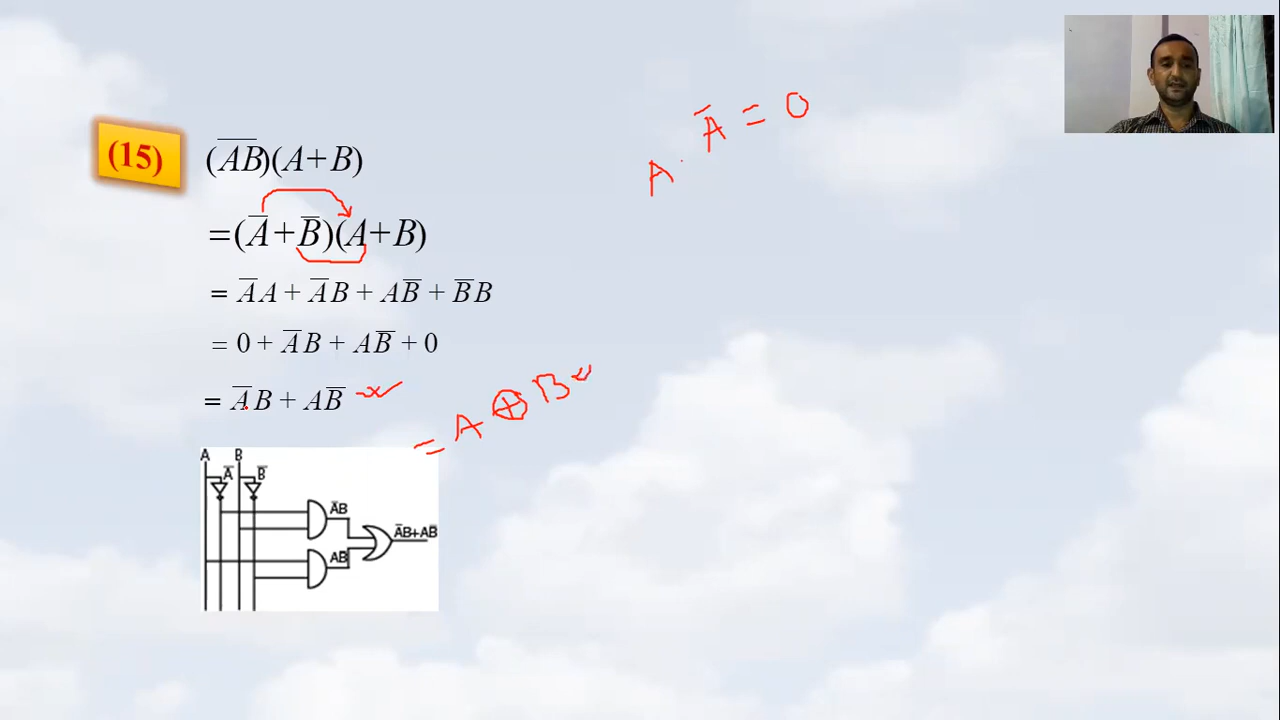 (15)
(A̅B̅)(A+B)
=(A̅+B̅)(A+B)
= A̅A + A̅B + AB̅ + B̅B
= 0 + A̅B + AB̅ + 0
= A̅B + AB̅
= A ⊕ B
A · A̅ = 0
A B
A̅ B̅
A̅B
AB̅
A̅B+AB̅